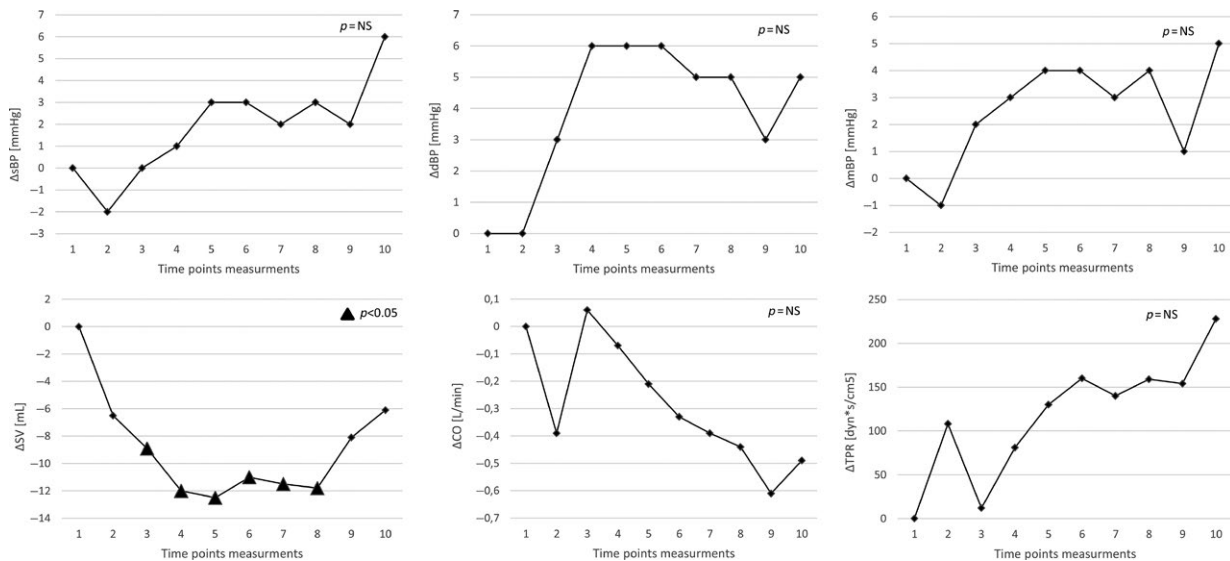 7
6
5
4
3
2
1
0
−1
−2
−3
ΔsBP [mmHg]
p = NS
1 2 3 4 5 6 7 8 9 10
Time points measurments
7
6
5
4
3
2
1
0
ΔdBP [mmHg]
p = NS
1 2 3 4 5 6 7 8 9 10
Time points measurments
6
5
4
3
2
1
0
−1
−2
ΔmBP [mmHg]
p = NS
1 2 3 4 5 6 7 8 9 10
Time points measurments
2
0
−2
−4
−6
−8
−10
−12
−14
ΔSV [mL]
▲ p<0.05
1 2 3 4 5 6 7 8 9 10
Time points measurments
0,1
0
−0,1
−0,2
−0,3
−0,4
−0,5
−0,6
−0,7
ΔCO [L/min]
p = NS
1 2 3 4 5 6 7 8 9 10
Time points measurments
250
200
150
100
50
0
ΔTPR [dyn*s/cm5]
p = NS
1 2 3 4 5 6 7 8 9 10
Time points measurments